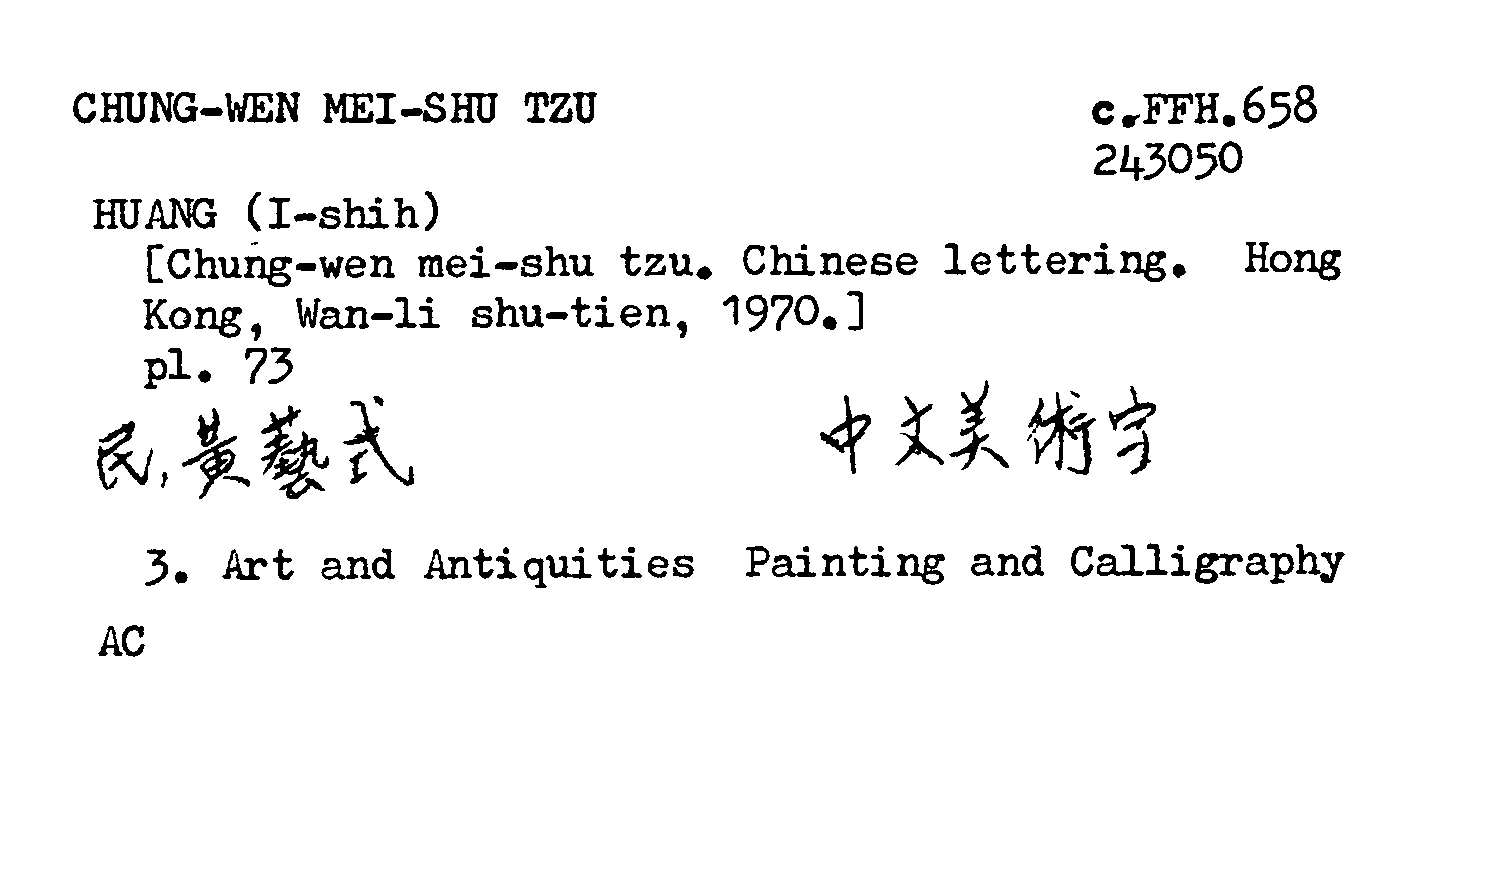 CHUNG-WEN MEI-SHU TZU c.FFH.658
243050
HUANG (I-shih)
[Chung-wen mei-shu tzu. Chinese lettering. Hong
Kong, Wan-li shu-tien, 1970.]
pl. 73
民,黃藝式 中文美術字
3. Art and Antiquities Painting and Calligraphy
AC